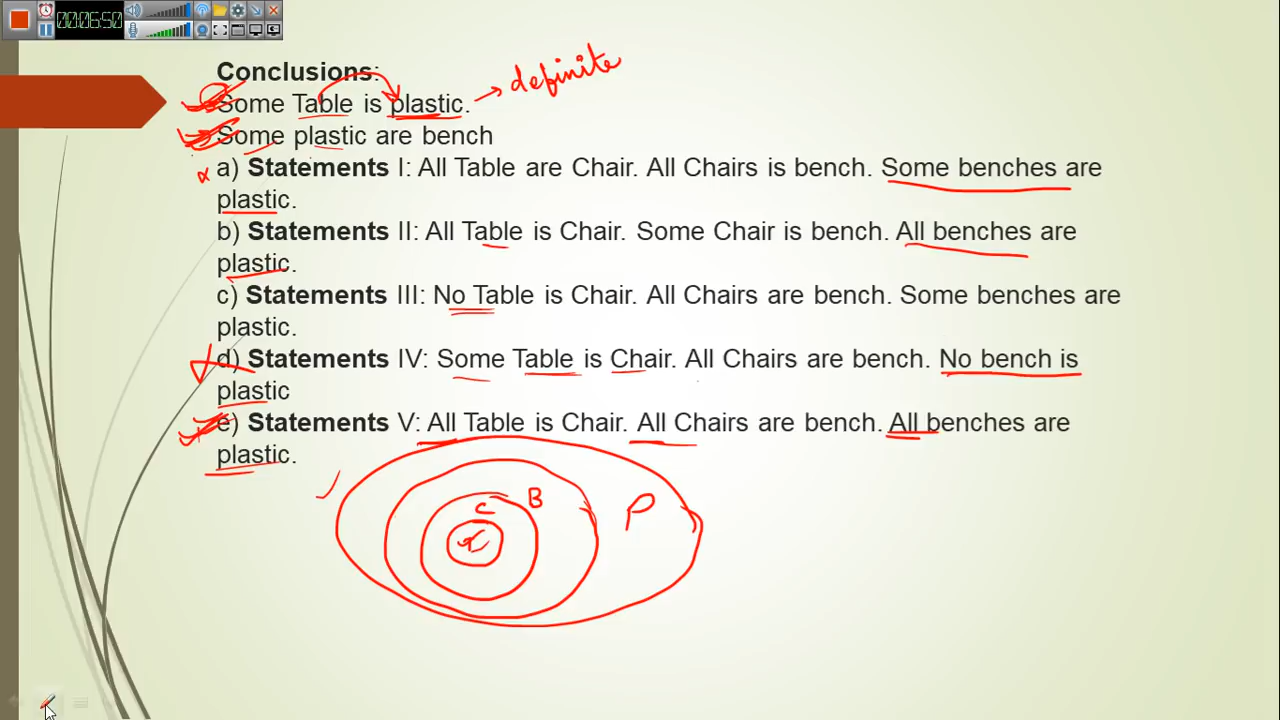 00:06:50
Conclusions:
Some Table is plastic. → definite
Some plastic are bench
a) Statements I: All Table are Chair. All Chairs is bench. Some benches are
plastic.
b) Statements II: All Table is Chair. Some Chair is bench. All benches are
plastic.
c) Statements III: No Table is Chair. All Chairs are bench. Some benches are
plastic.
d) Statements IV: Some Table is Chair. All Chairs are bench. No bench is
plastic
e) Statements V: All Table is Chair. All Chairs are bench. All benches are
plastic.
C B P